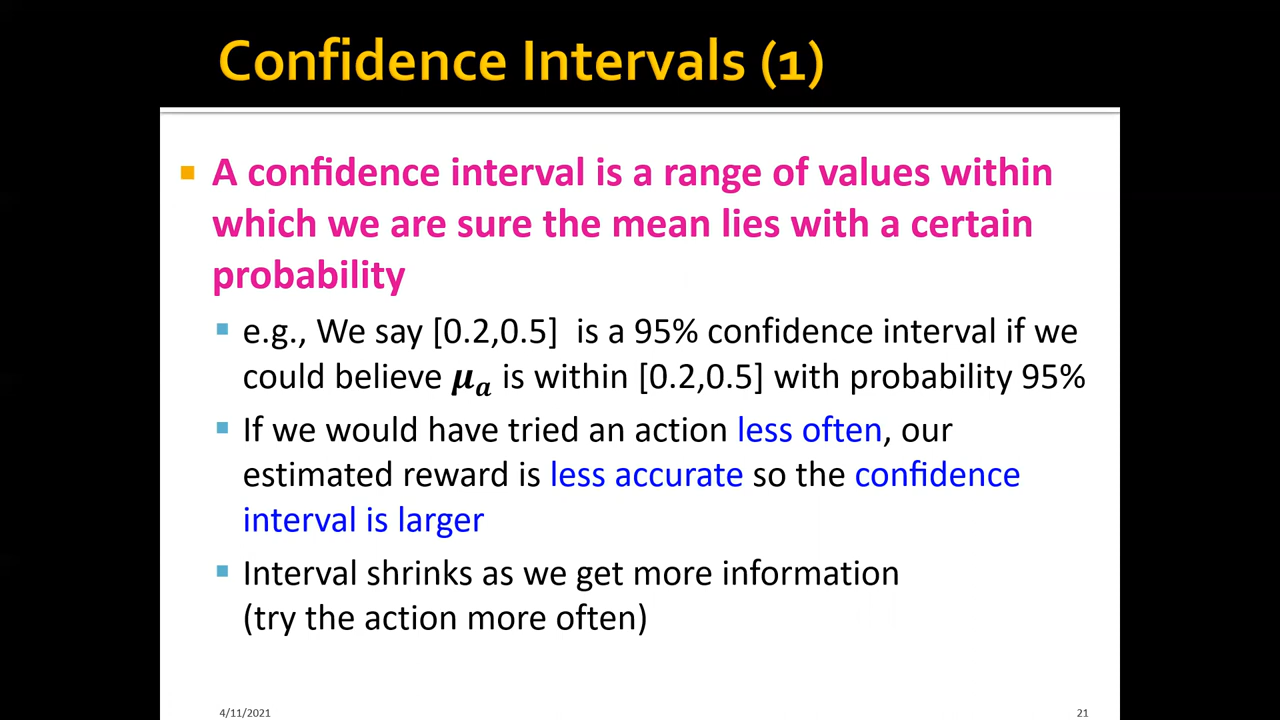 Confidence Intervals (1)
A confidence interval is a range of values within
which we are sure the mean lies with a certain
probability
e.g., We say [0.2,0.5] is a 95% confidence interval if we
could believe μₐ is within [0.2,0.5] with probability 95%
If we would have tried an action less often, our
estimated reward is less accurate so the confidence
interval is larger
Interval shrinks as we get more information
(try the action more often)
4/11/2021
21